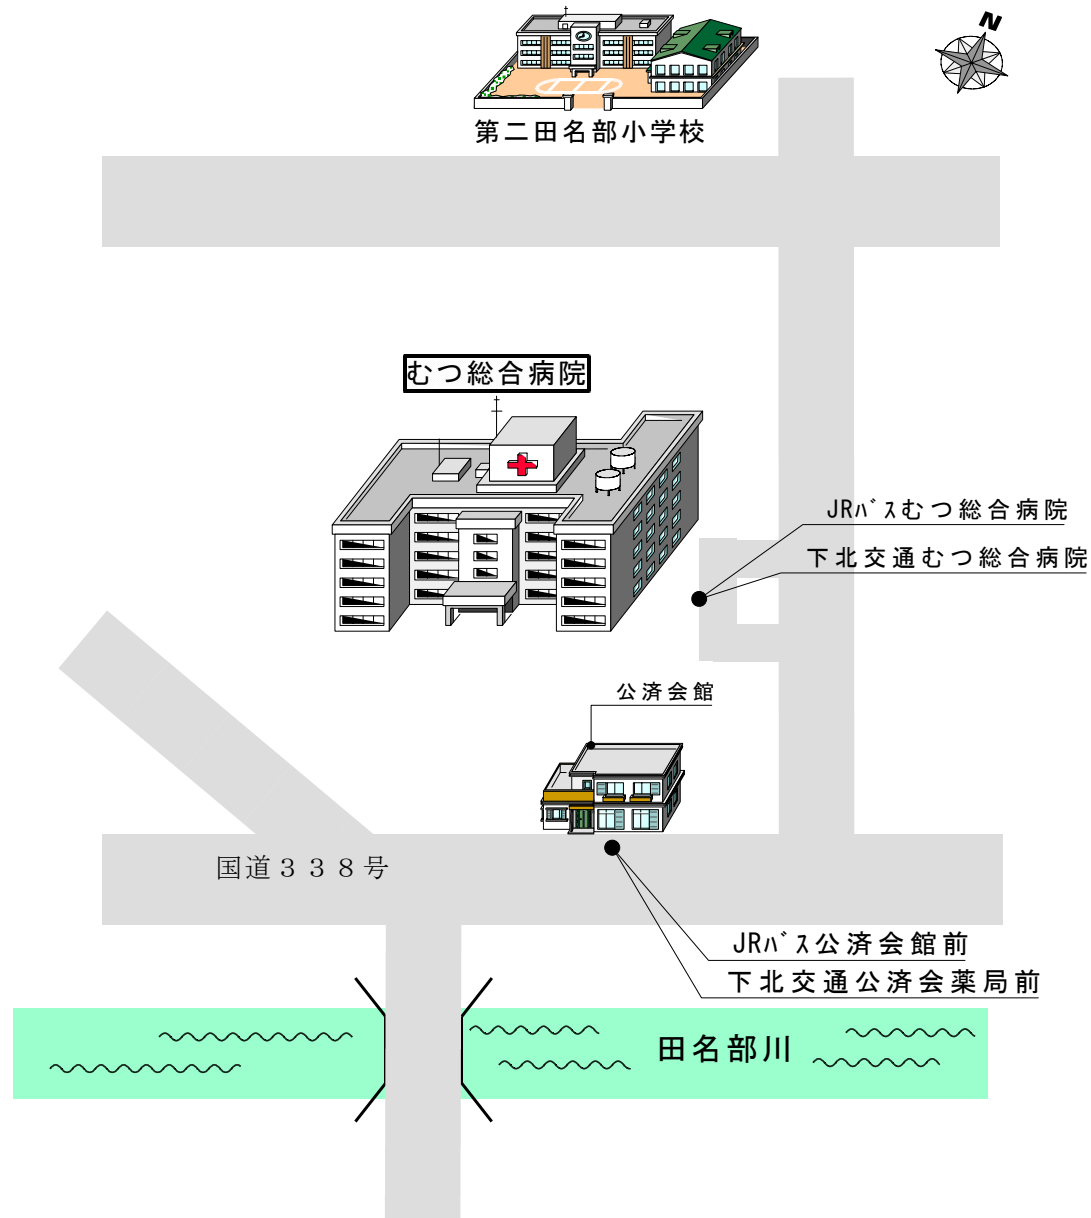 N
第二田名部小学校
むつ総合病院
JRﾊﾞｽむつ総合病院
下北交通むつ総合病院
公済会館
国道３３８号
JRﾊﾞｽ公済会館前
下北交通公済会薬局前
田名部川